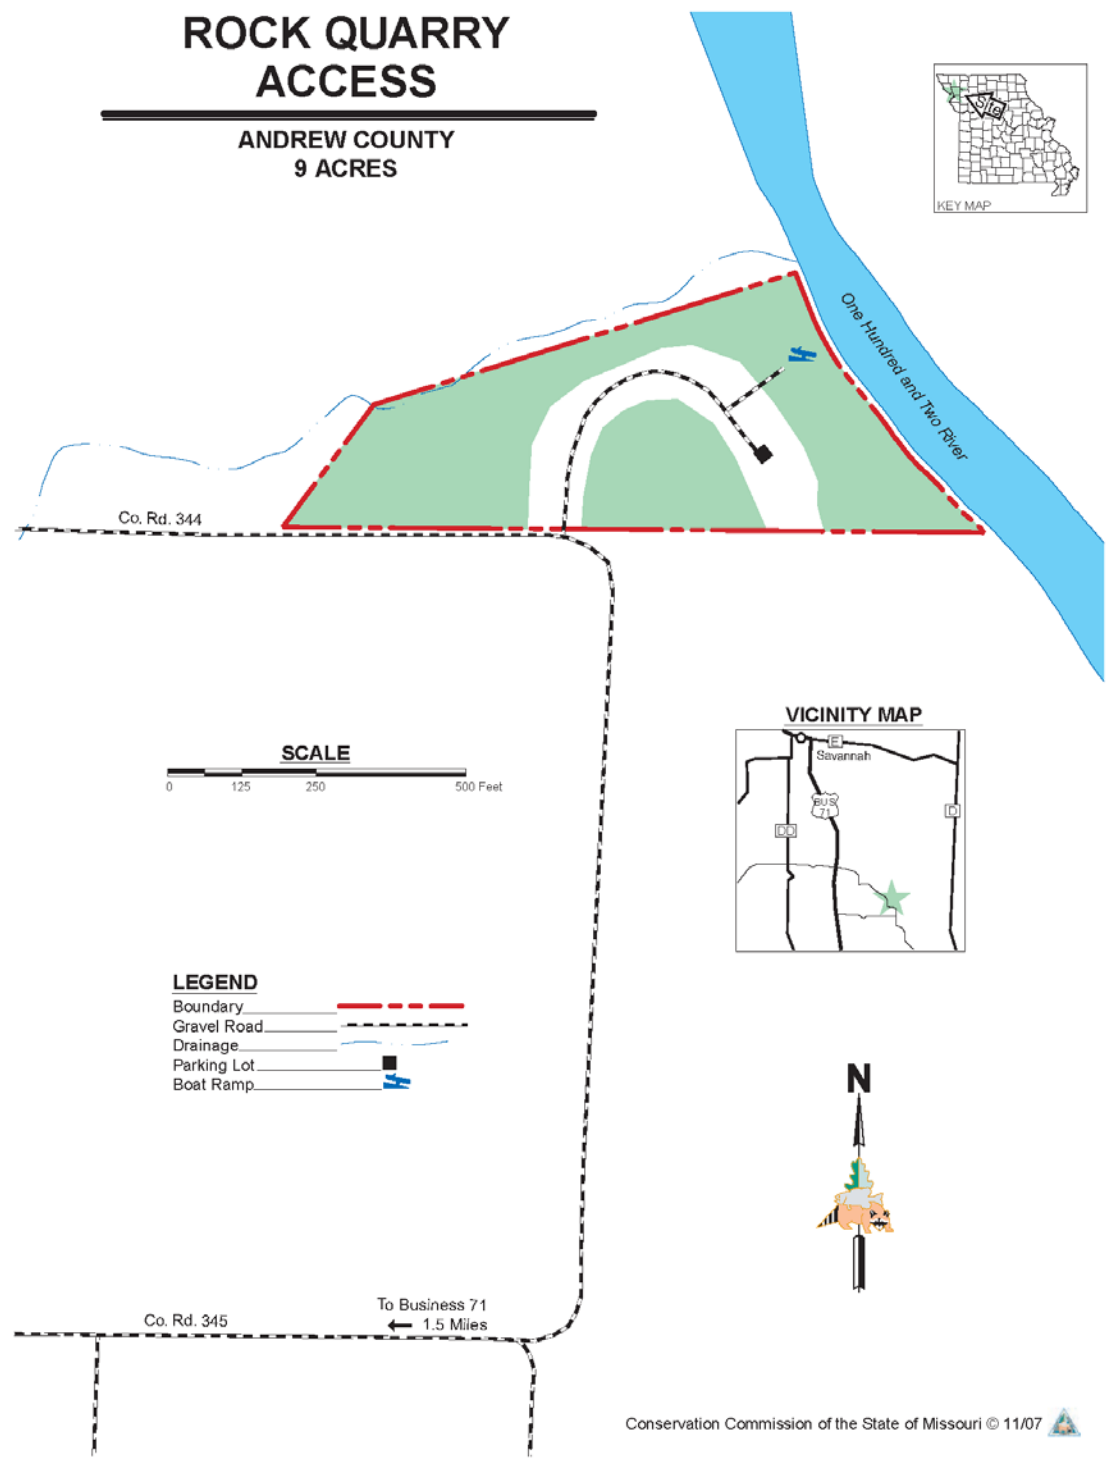 ROCK QUARRY
ACCESS
ANDREW COUNTY
9 ACRES
Site
KEY MAP
One Hundred and Two River
Co. Rd. 344
SCALE
0 125 250 500 Feet
VICINITY MAP
E
Savannah
BUS
71
D
DD
LEGEND
Boundary
Gravel Road
Drainage
Parking Lot
Boat Ramp
N
To Business 71
1.5 Miles
Co. Rd. 345
Conservation Commission of the State of Missouri © 11/07